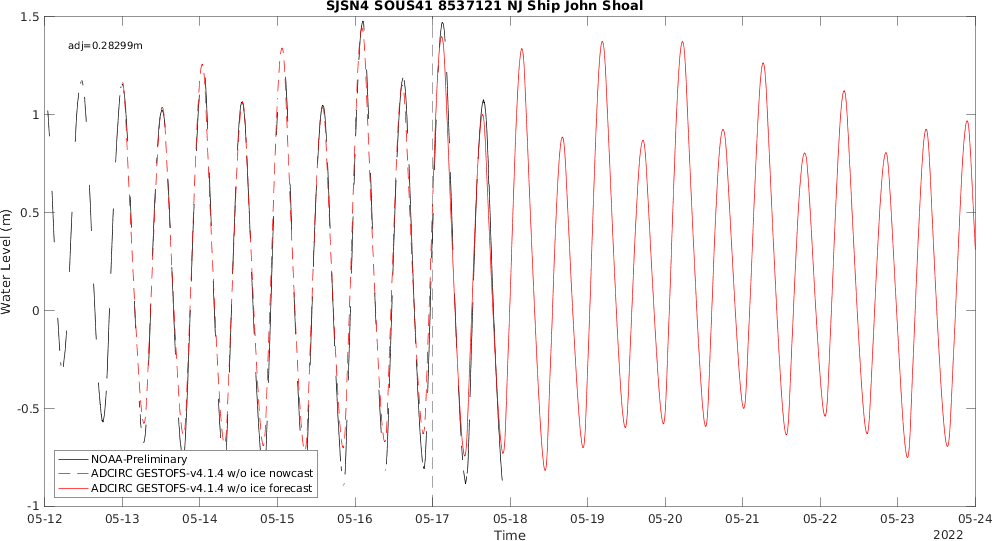 SJSN4 SOUS41 8537121 NJ Ship John Shoal
adj=0.28299m
Water Level (m)
1.5
1
0.5
0
-0.5
-1
NOAA-Preliminary
ADCIRC GESTOFS-v4.1.4 w/o ice nowcast
ADCIRC GESTOFS-v4.1.4 w/o ice forecast
05-12 05-13 05-14 05-15 05-16 05-17 05-18 05-19 05-20 05-21 05-22 05-23 05-24
Time
2022